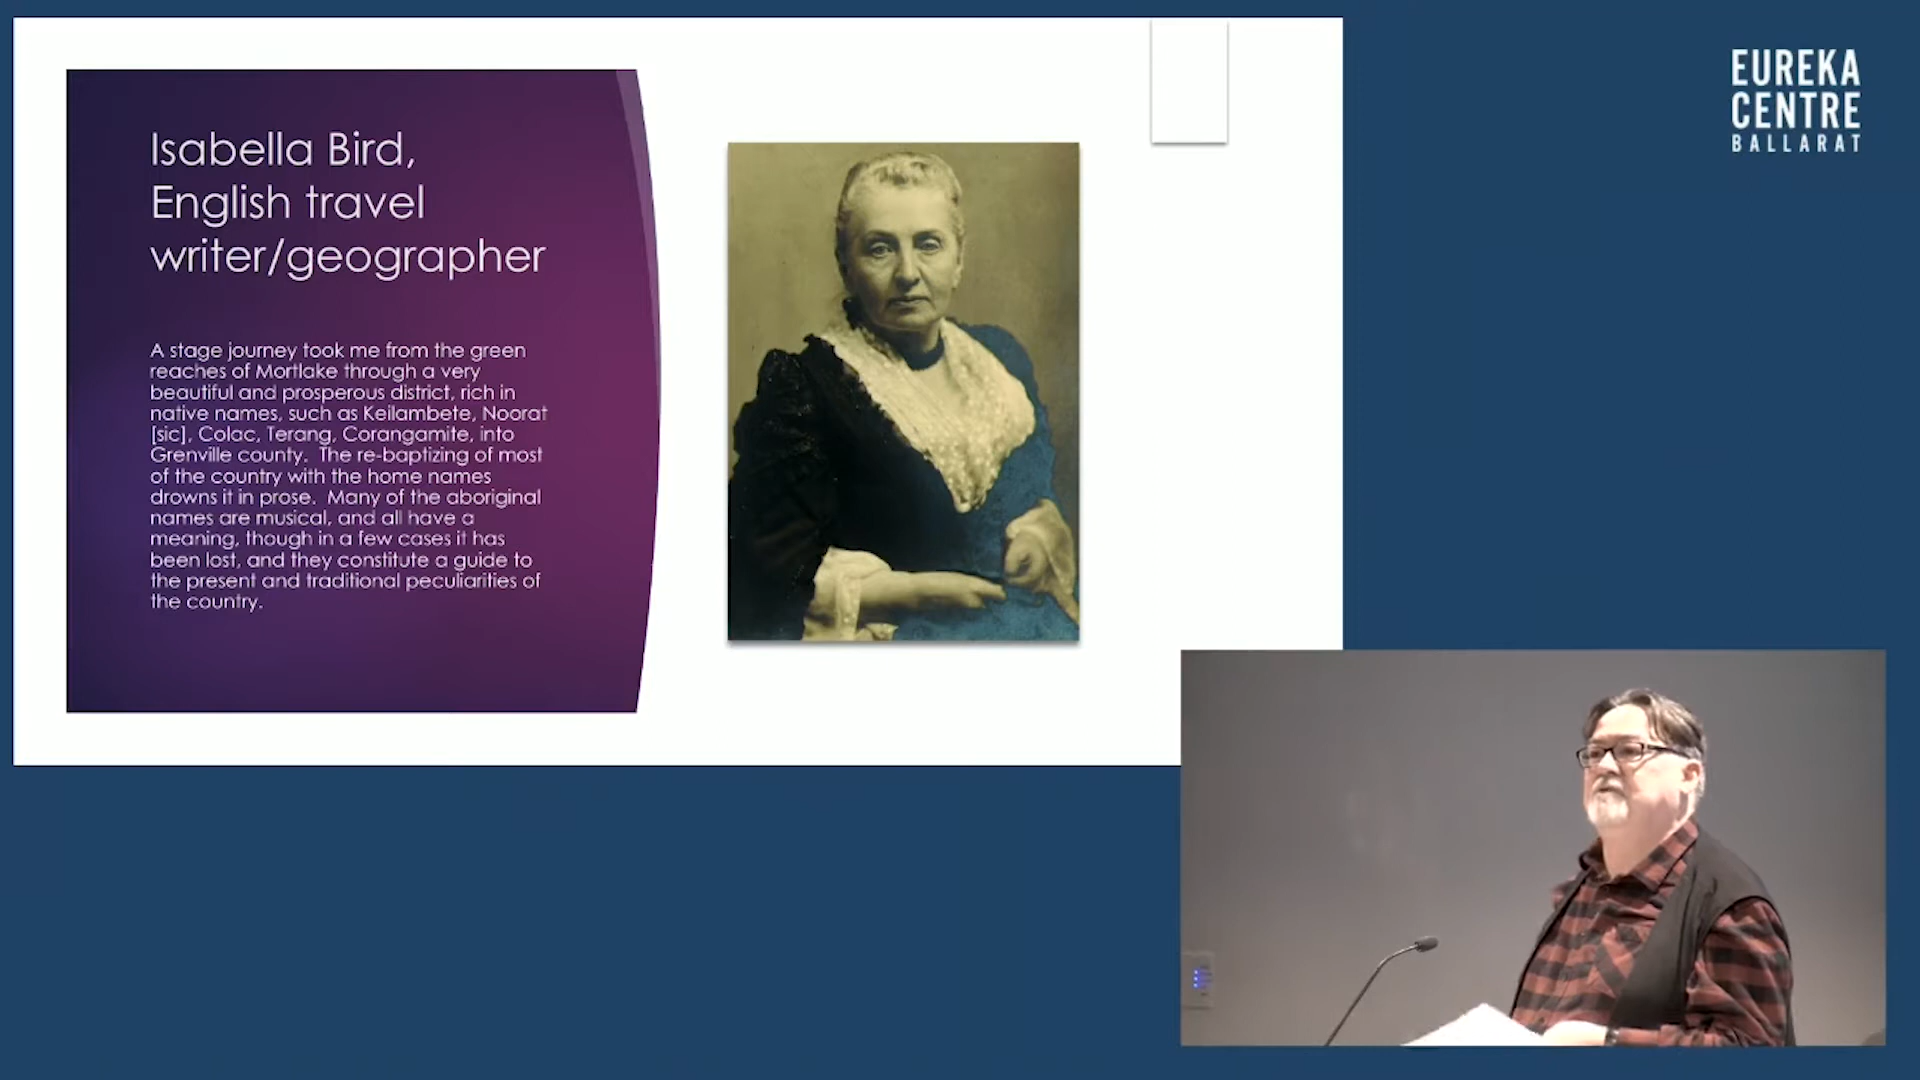 Isabella Bird,
English travel
writer/geographer
A stage journey took me from the green
reaches of Mortlake through a very
beautiful and prosperous district, rich in
native names, such as Keilambete, Noorat
[sic], Colac, Terang, Corangamite, into
Grenville county.  The re-baptizing of most
of the country with the home names
drowns it in prose.  Many of the aboriginal
names are musical, and all have a
meaning, though in a few cases it has
been lost, and they constitute a guide to
the present and traditional peculiarities of
the country.
EUREKA
CENTRE
BALLARAT